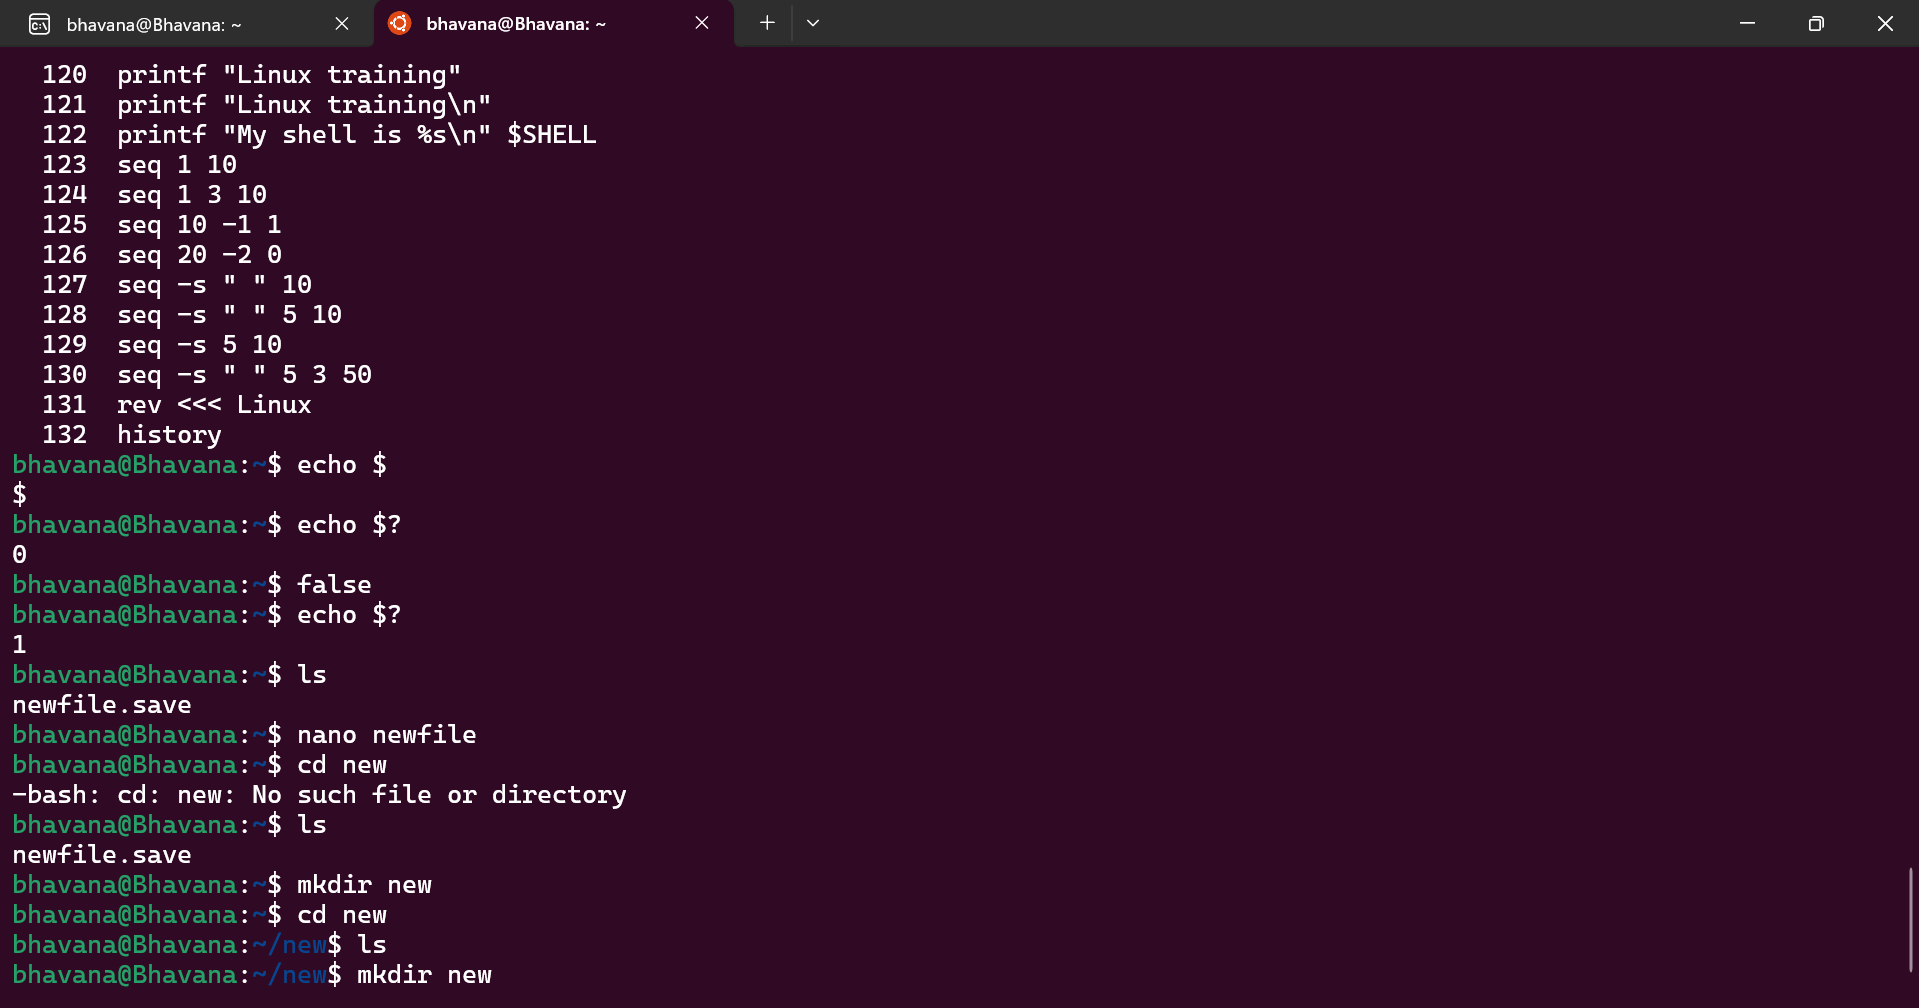 bhavana@Bhavana: ~
bhavana@Bhavana: ~
120  printf "Linux training"
121  printf "Linux training\n"
122  printf "My shell is %s\n" $SHELL
123  seq 1 10
124  seq 1 3 10
125  seq 10 -1 1
126  seq 20 -2 0
127  seq -s " " 10
128  seq -s " " 5 10
129  seq -s 5 10
130  seq -s " " 5 3 50
131  rev <<< Linux
132  history
bhavana@Bhavana:~$ echo $
$
bhavana@Bhavana:~$ echo $?
0
bhavana@Bhavana:~$ false
bhavana@Bhavana:~$ echo $?
1
bhavana@Bhavana:~$ ls
newfile.save
bhavana@Bhavana:~$ nano newfile
bhavana@Bhavana:~$ cd new
-bash: cd: new: No such file or directory
bhavana@Bhavana:~$ ls
newfile.save
bhavana@Bhavana:~$ mkdir new
bhavana@Bhavana:~$ cd new
bhavana@Bhavana:~/new$ ls
bhavana@Bhavana:~/new$ mkdir new